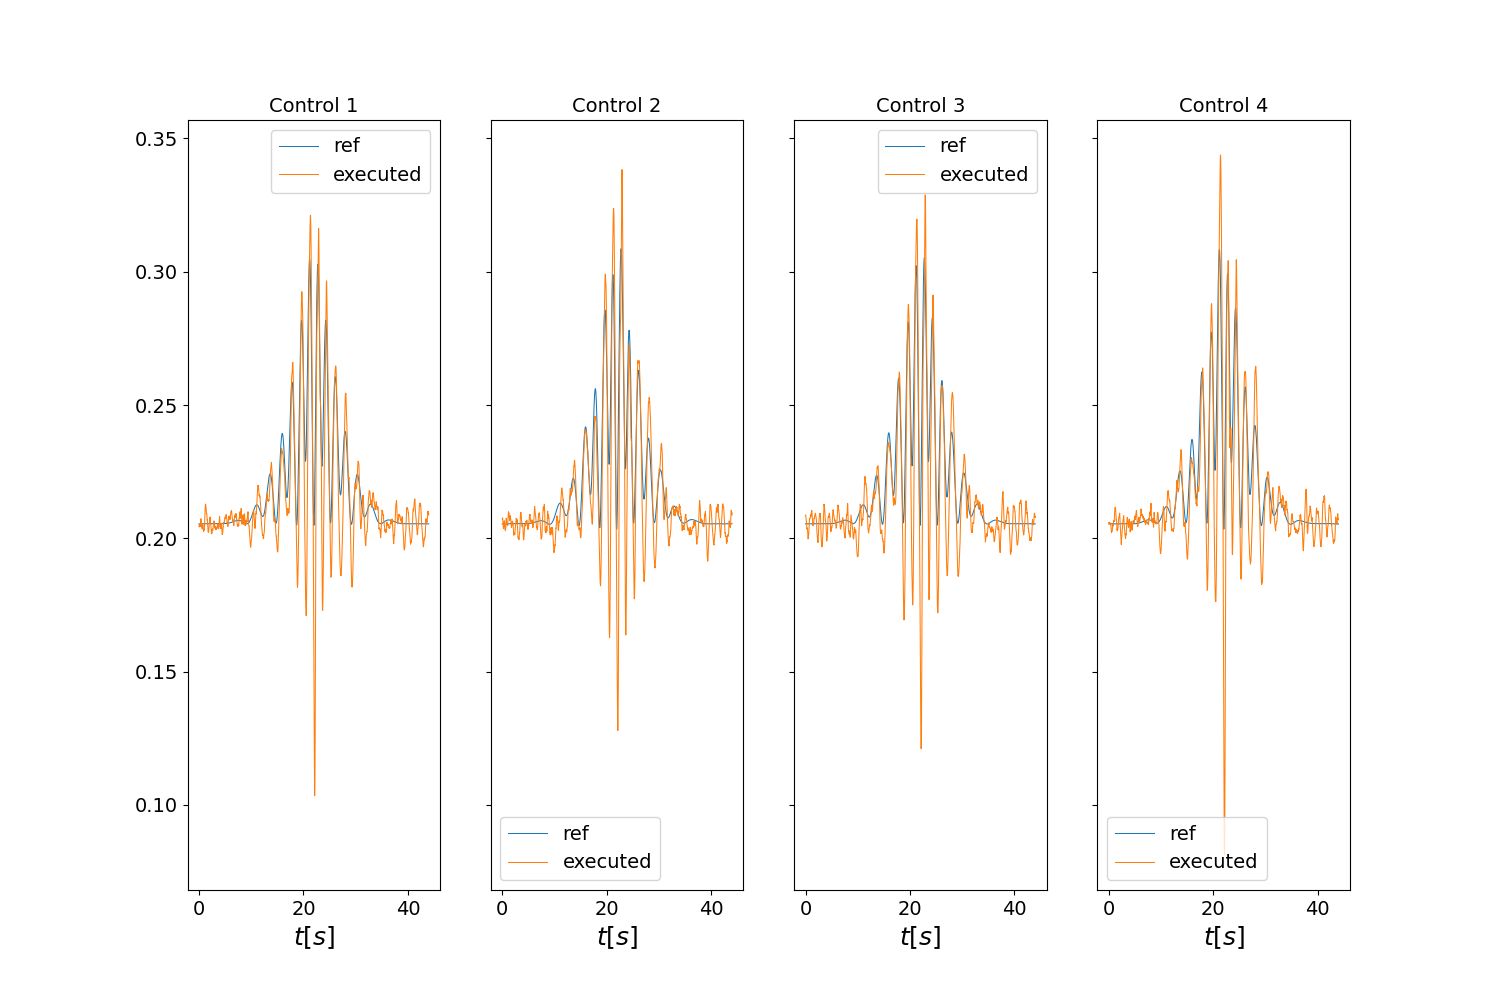 Control 1
Control 2
Control 3
Control 4
0.35
0.30
0.25
0.20
0.15
0.10
ref
executed
ref
executed
ref
executed
ref
executed
0 20 40
0 20 40
0 20 40
0 20 40
t[s]
t[s]
t[s]
t[s]